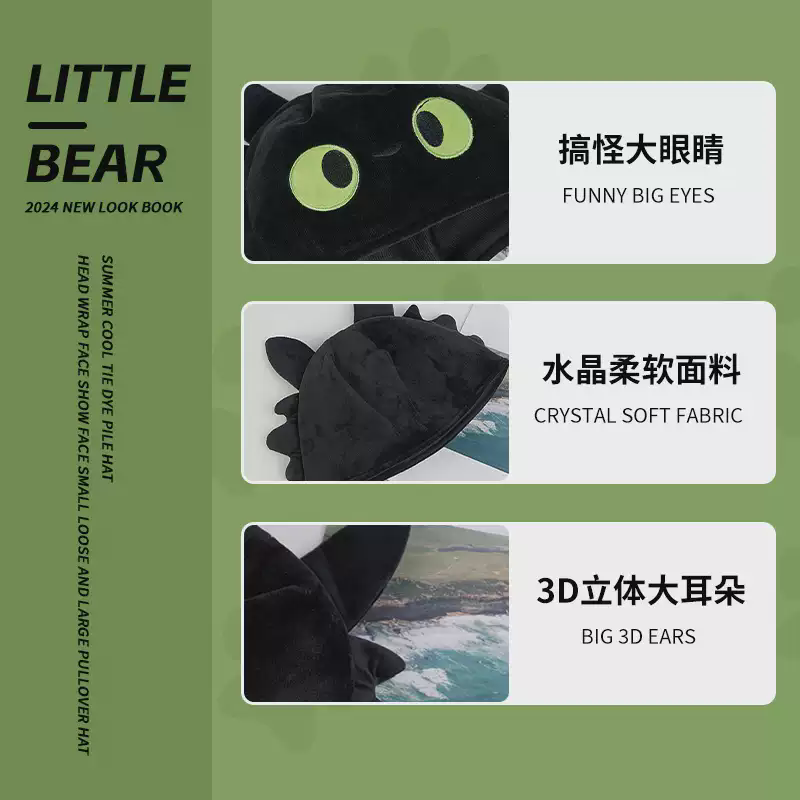 LITTLE
BEAR
2024 NEW LOOK BOOK
SUMMER COOL TIE DYE PILE HAT
HEAD WRAP FACE SHOW FACE SMALL LOOSE AND LARGE PULLOVER HAT
搞怪大眼睛
FUNNY BIG EYES
水晶柔软面料
CRYSTAL SOFT FABRIC
3D立体大耳朵
BIG 3D EARS